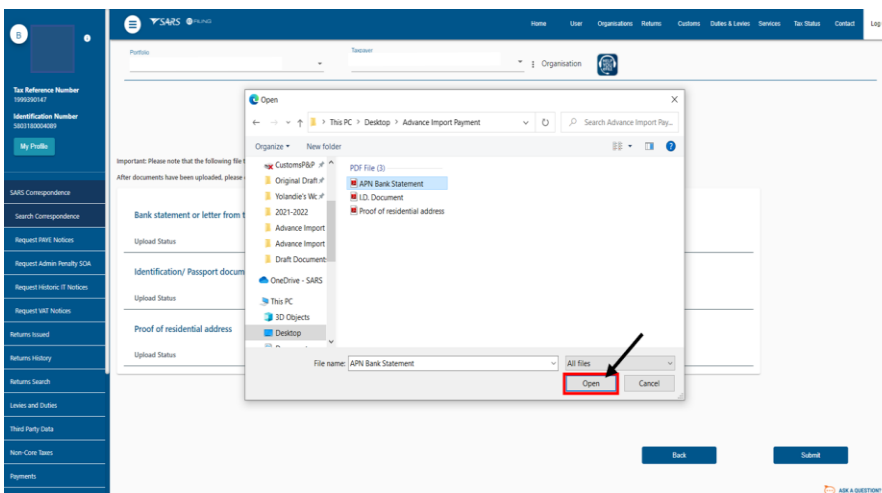 SARS eFILING
Home User Organisations Returns Customs Duties & Levies Services Tax Status Contact Log
B
Portfolio
Taxpayer
Organisation
Tax Reference Number
1999390147
Identification Number
5803180004089
My Profile
SARS Correspondence
Search Correspondence
Request PAYE Notices
Request Admin Penalty SOA
Request Historic IT Notices
Request VAT Notices
Returns Issued
Returns History
Returns Search
Levies and Duties
Third Party Data
Non-Core Taxes
Payments
Important: Please note that the following file t
After documents have been uploaded, please
Bank statement or letter from t
Upload Status
Identification/ Passport docum
Upload Status
Proof of residential address
Upload Status
Open
This PC > Desktop > Advance Import Payment
Search Advance Import Pay...
Organize
New folder
CustomsP&P
Original Draft
Yolandie's Wc
2021-2022
Advance Import
Advance Import
Draft Document
OneDrive - SARS
This PC
3D Objects
Desktop
PDF File (3)
APN Bank Statement
I.D. Document
Proof of residential address
File name: APN Bank Statement
All files
Open
Cancel
Back
Submit
ASK A QUESTION?